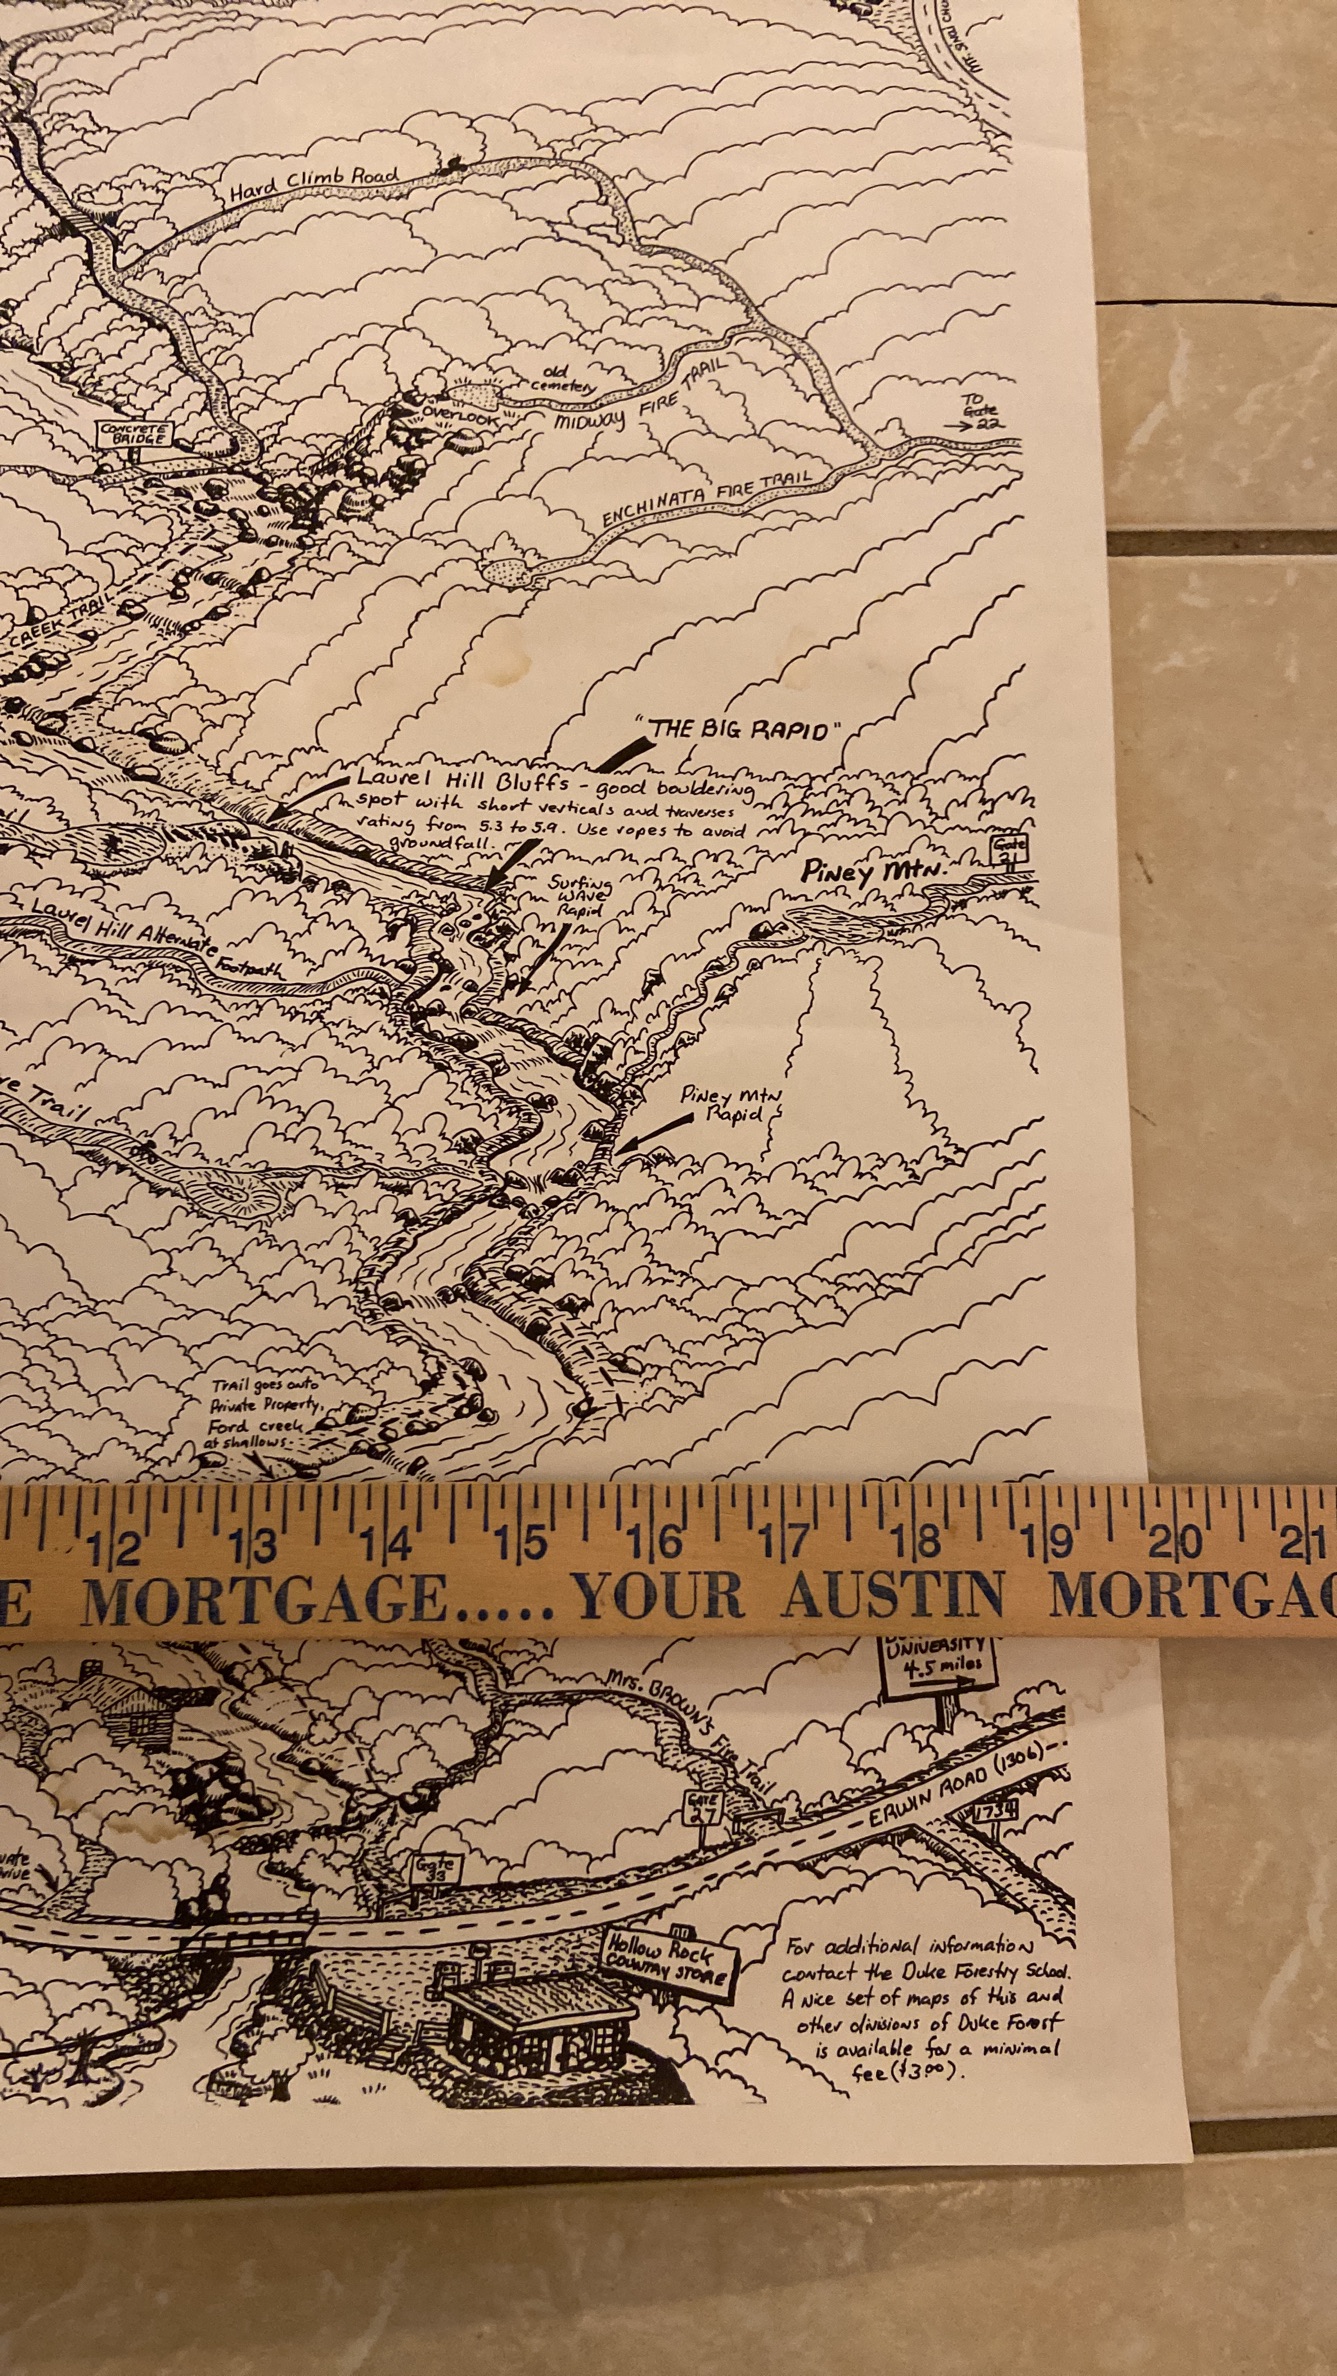 MT. SINAI
Hard Climb Road
old
cemetery
OVERLOOK
MIDWAY FIRE TRAIL
TO
Gate
22
CONCRETE
BRIDGE
ENCHINATA FIRE TRAIL
CREEK TRAIL
"THE BIG RAPID"
Laurel Hill Bluffs - good bouldering
spot with short verticals and traverses
rating from 5.3 to 5.9. Use ropes to avoid
groundfall.
Gate
21
Piney Mtn.
Surfing
WAVE
Rapid
Laurel Hill Alternate
Footpath
Trail
Piney Mtn
Rapid
Trail goes onto
Private Property,
Ford creek
at shallows.
12 13 14 15 16 17 18 19 20 21
E MORTGAGE..... YOUR AUSTIN MORTGAG
UNIVERSITY
4.5 miles
Mrs. BROWN'S Fire Trail
GATE
27
ERWIN ROAD (1306)
1734
Gate
33
Hollow Rock
COUNTRY STORE
For additional information
contact the Duke Forestry School.
A nice set of maps of this and
other divisions of Duke Forest
is available for a minimal
fee ($3.00).